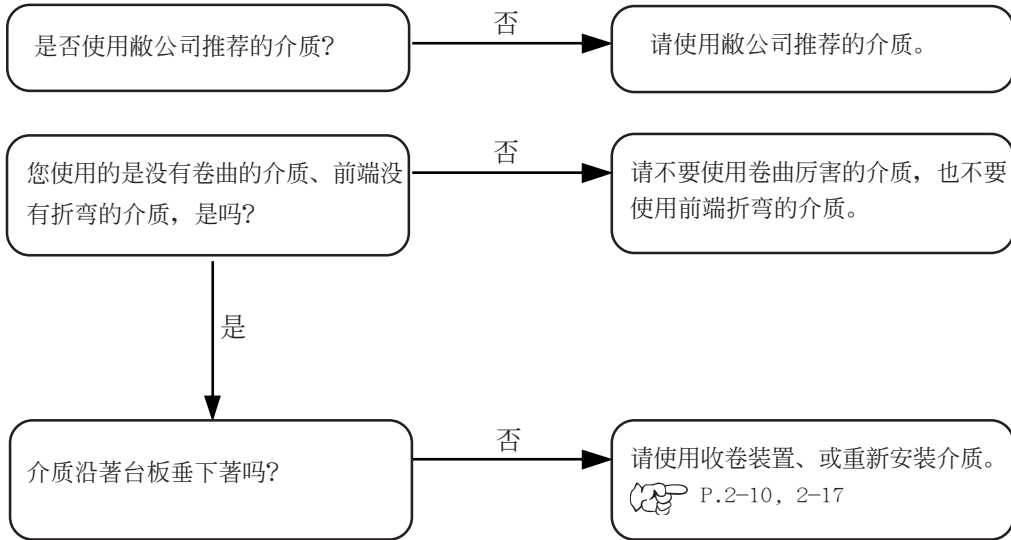 是否使用敝公司推荐的介质?
否
请使用敝公司推荐的介质。
您使用的是没有卷曲的介质、前端没
有折弯的介质，是吗?
否
请不要使用卷曲厉害的介质，也不要
使用前端折弯的介质。
是
介质沿著台板垂下著吗?
否
请使用收卷装置、或重新安装介质。
P.2-10, 2-17